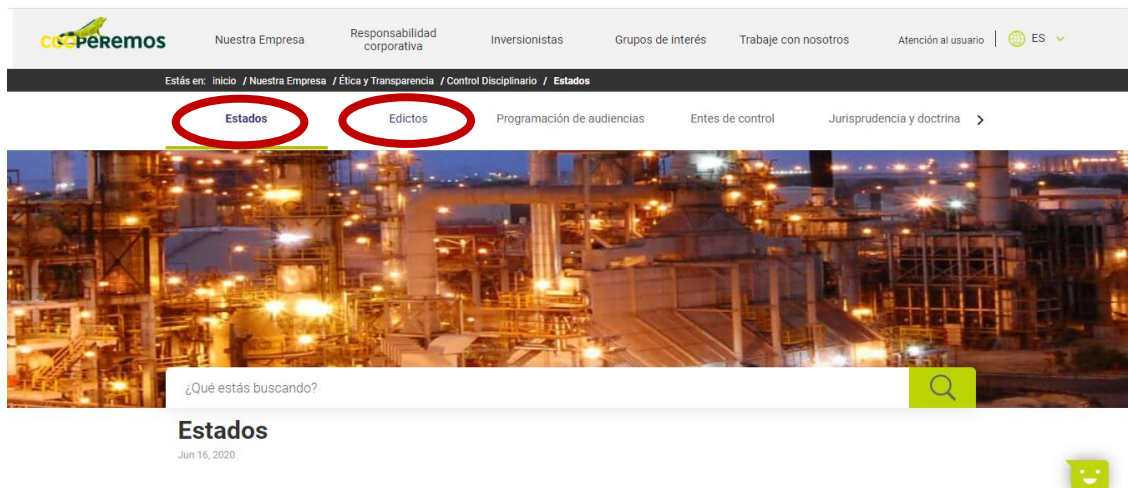 COOPeRemos
Nuestra Empresa
Responsabilidad
corporativa
Inversionistas
Grupos de interés
Trabaje con nosotros
Atención al usuario
ES
Estás en: inicio / Nuestra Empresa / Ética y Transparencia / Control Disciplinario / Estados
Estados
Edictos
Programación de audiencias
Entes de control
Jurisprudencia y doctrina
¿Qué estás buscando?
Estados
Jun 16, 2020